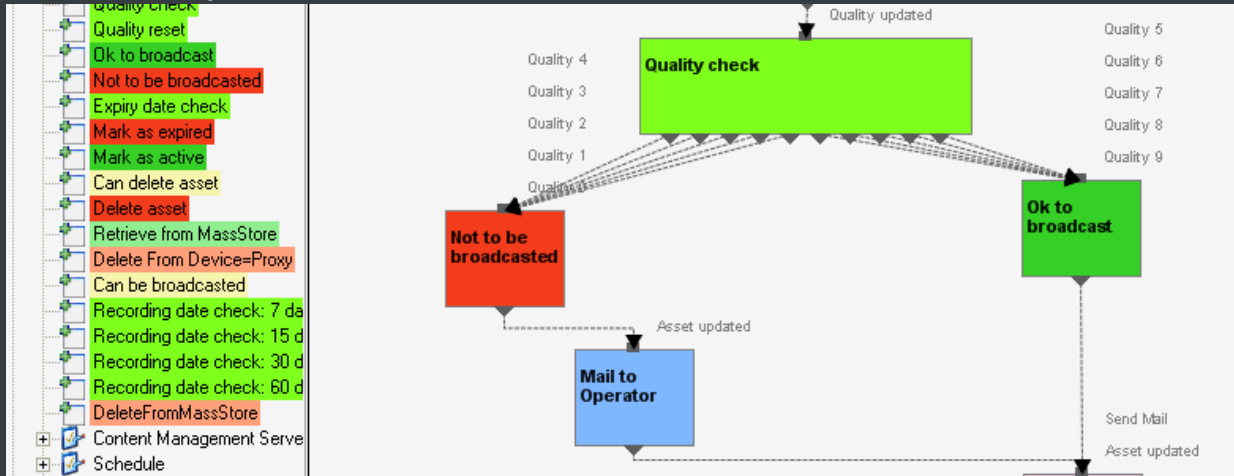 Quality check
Quality reset
Ok to broadcast
Not to be broadcasted
Expiry date check
Mark as expired
Mark as active
Can delete asset
Delete asset
Retrieve from MassStore
Delete From Device=Proxy
Can be broadcasted
Recording date check: 7 da
Recording date check: 15 d
Recording date check: 30 d
Recording date check: 60 d
DeleteFromMassStore
Content Management Serve
Schedule
Quality updated
Quality check
Quality 4
Quality 3
Quality 2
Quality 1
Quality 5
Quality 6
Quality 7
Quality 8
Quality 9
Not to be
broadcasted
Ok to
broadcast
Asset updated
Mail to
Operator
Send Mail
Asset updated